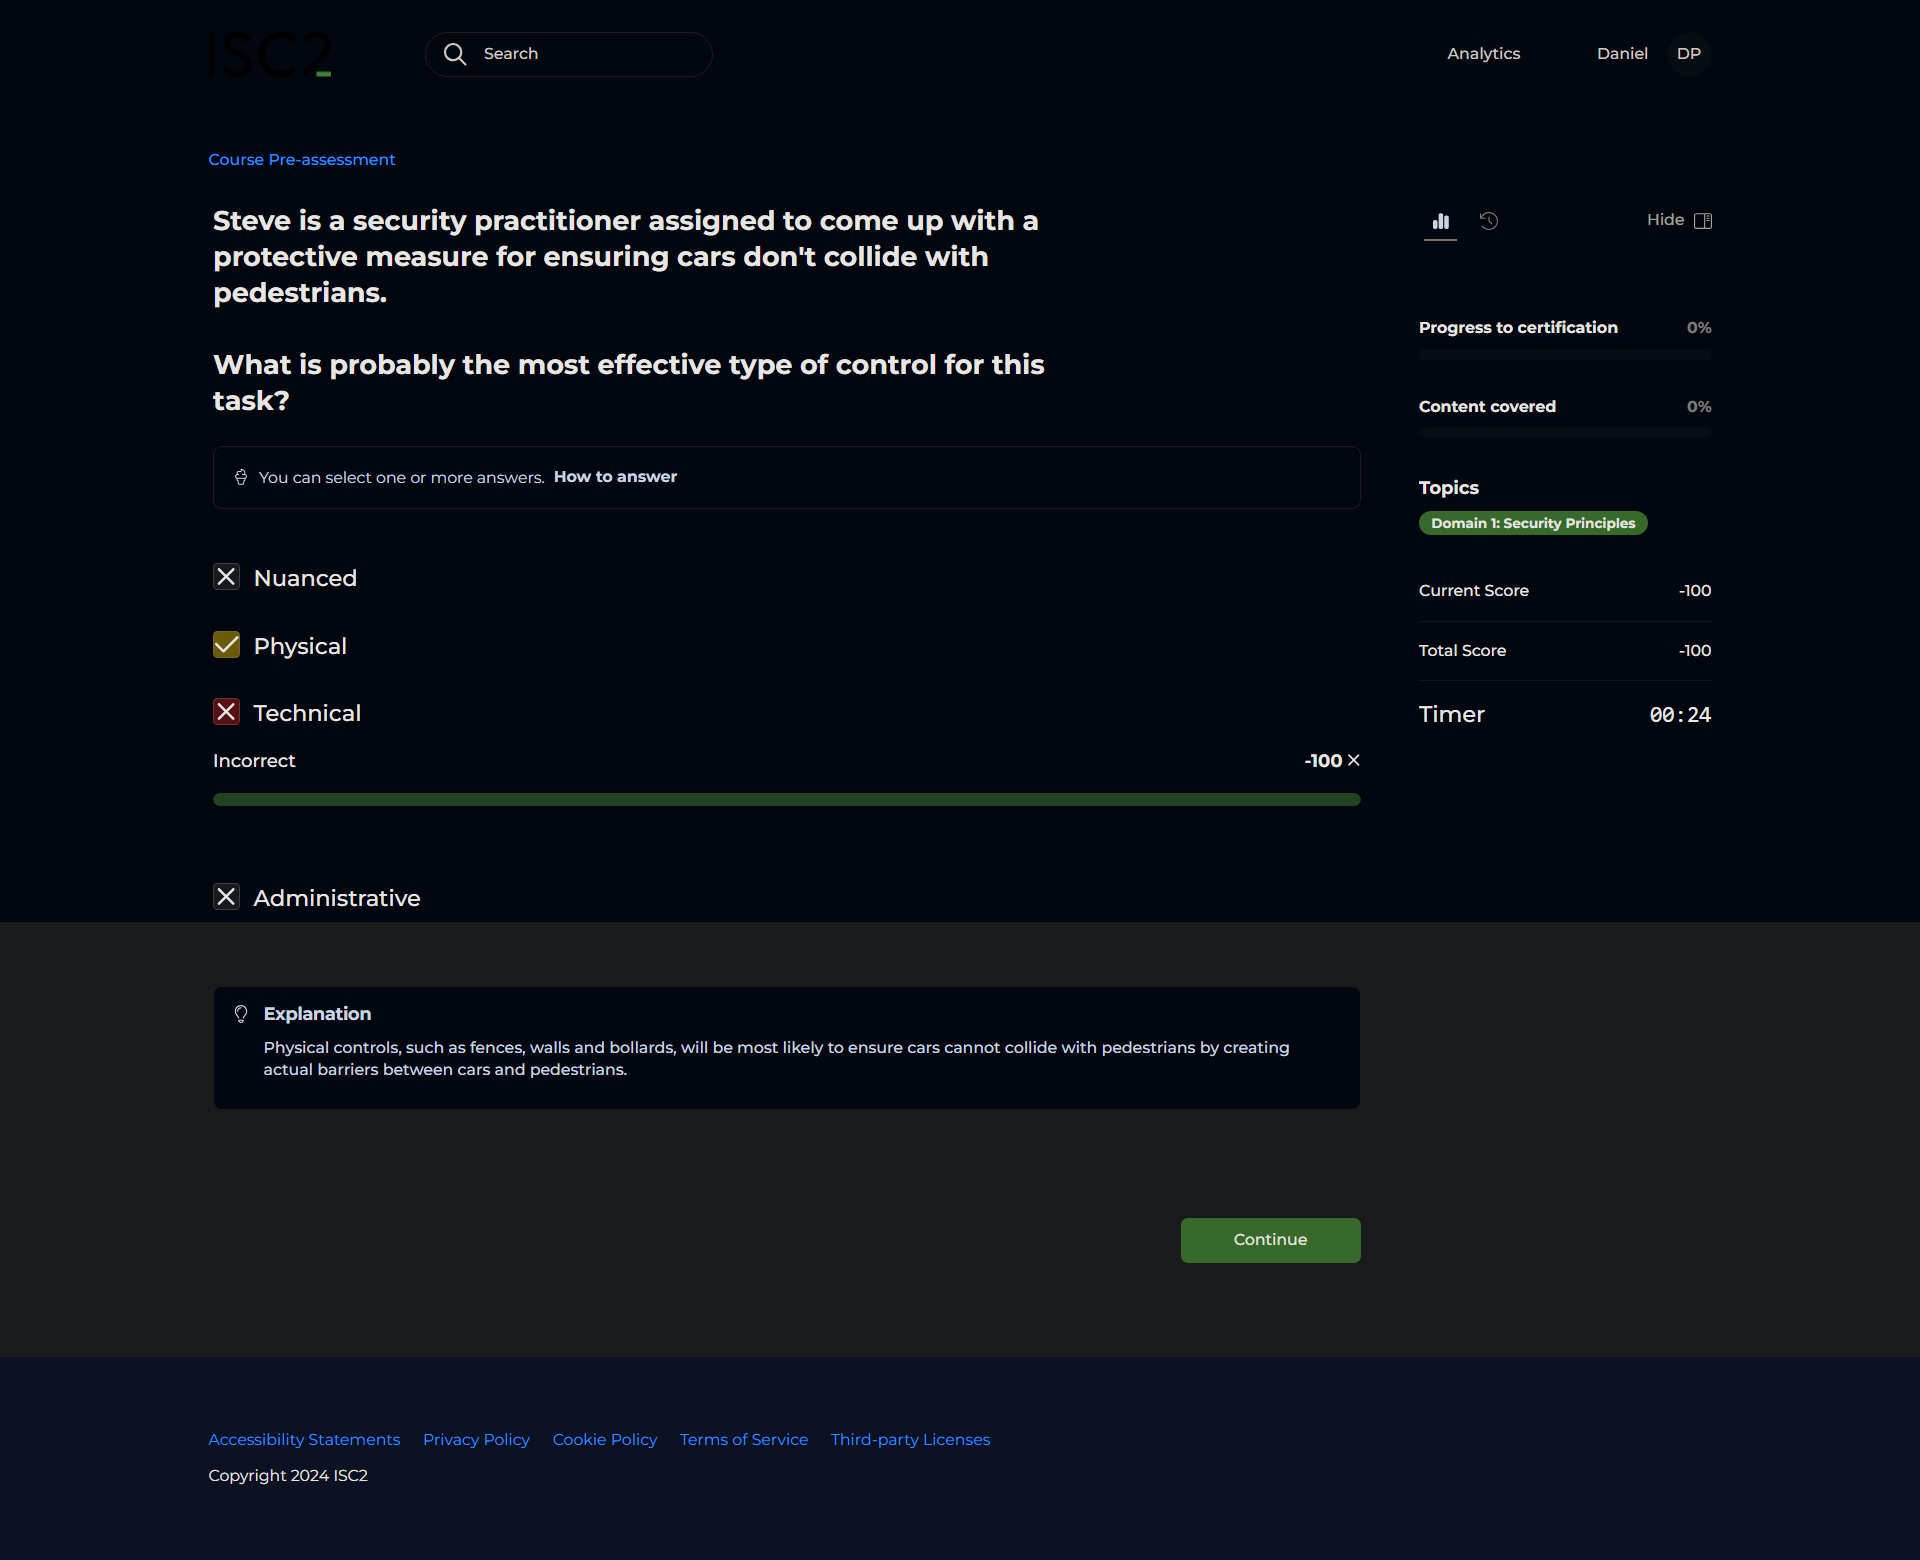 ISC2
Search
Analytics
Daniel
DP
Course Pre-assessment
Steve is a security practitioner assigned to come up with a
protective measure for ensuring cars don't collide with
pedestrians.
What is probably the most effective type of control for this
task?
You can select one or more answers. How to answer
Nuanced
Physical
Technical
Incorrect
-100
Administrative
Hide
Progress to certification 0%
Content covered 0%
Topics
Domain 1: Security Principles
Current Score -100
Total Score -100
Timer 00:24
Explanation
Physical controls, such as fences, walls and bollards, will be most likely to ensure cars cannot collide with pedestrians by creating
actual barriers between cars and pedestrians.
Continue
Accessibility Statements Privacy Policy Cookie Policy Terms of Service Third-party Licenses
Copyright 2024 ISC2